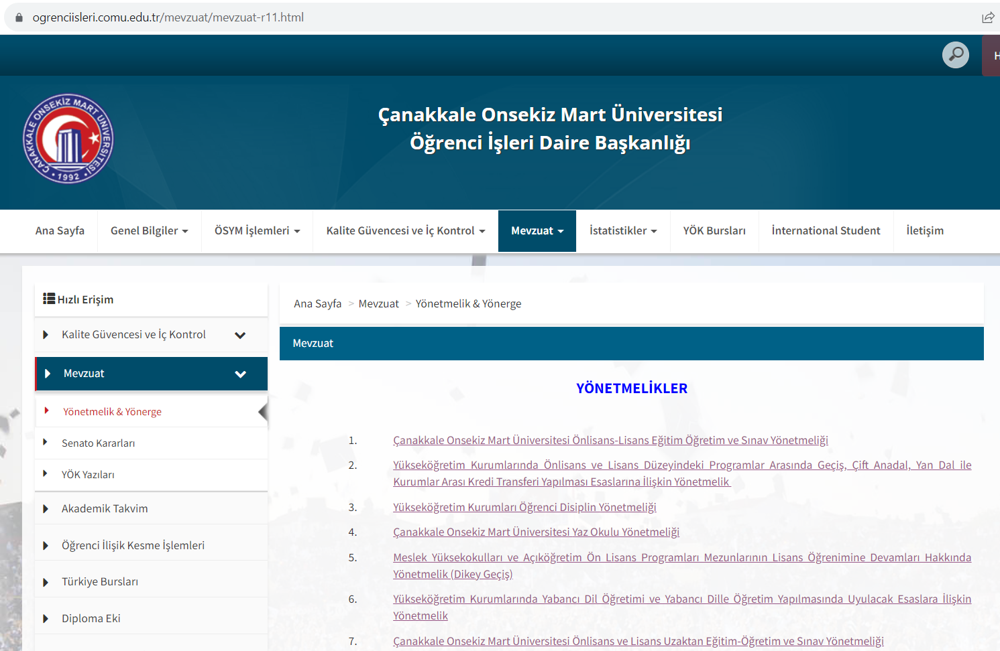 ogrenciisleri.comu.edu.tr/mevzuat/mevzuat-r11.html
H
ÇANAKKALE ONSEKİZ MART ÜNİVERSİTESİ
1992
Çanakkale Onsekiz Mart Üniversitesi
Öğrenci İşleri Daire Başkanlığı
Ana Sayfa
Genel Bilgiler
ÖSYM İşlemleri
Kalite Güvencesi ve İç Kontrol
Mevzuat
İstatistikler
YÖK Bursları
İnternational Student
İletişim
Hızlı Erişim
Kalite Güvencesi ve İç Kontrol
Mevzuat
Yönetmelik & Yönerge
Senato Kararları
YÖK Yazıları
Akademik Takvim
Öğrenci İlişik Kesme İşlemleri
Türkiye Bursları
Diploma Eki
Ana Sayfa > Mevzuat > Yönetmelik & Yönerge
Mevzuat
YÖNETMELİKLER
1. Çanakkale Onsekiz Mart Üniversitesi Önlisans-Lisans Eğitim Öğretim ve Sınav Yönetmeliği
2. Yükseköğretim Kurumlarında Önlisans ve Lisans Düzeyindeki Programlar Arasında Geçiş, Çift Anadal, Yan Dal ile
Kurumlar Arası Kredi Transferi Yapılması Esaslarına İlişkin Yönetmelik
3. Yükseköğretim Kurumları Öğrenci Disiplin Yönetmeliği
4. Çanakkale Onsekiz Mart Üniversitesi Yaz Okulu Yönetmeliği
5. Meslek Yüksekokulları ve Açıköğretim Ön Lisans Programları Mezunlarının Lisans Öğrenimine Devamları Hakkında
Yönetmelik (Dikey Geçiş)
6. Yükseköğretim Kurumlarında Yabancı Dil Öğretimi ve Yabancı Dille Öğretim Yapılmasında Uyulacak Esaslara İlişkin
Yönetmelik
7. Çanakkale Onsekiz Mart Üniversitesi Önlisans ve Lisans Uzaktan Eğitim-Öğretim ve Sınav Yönetmeliği